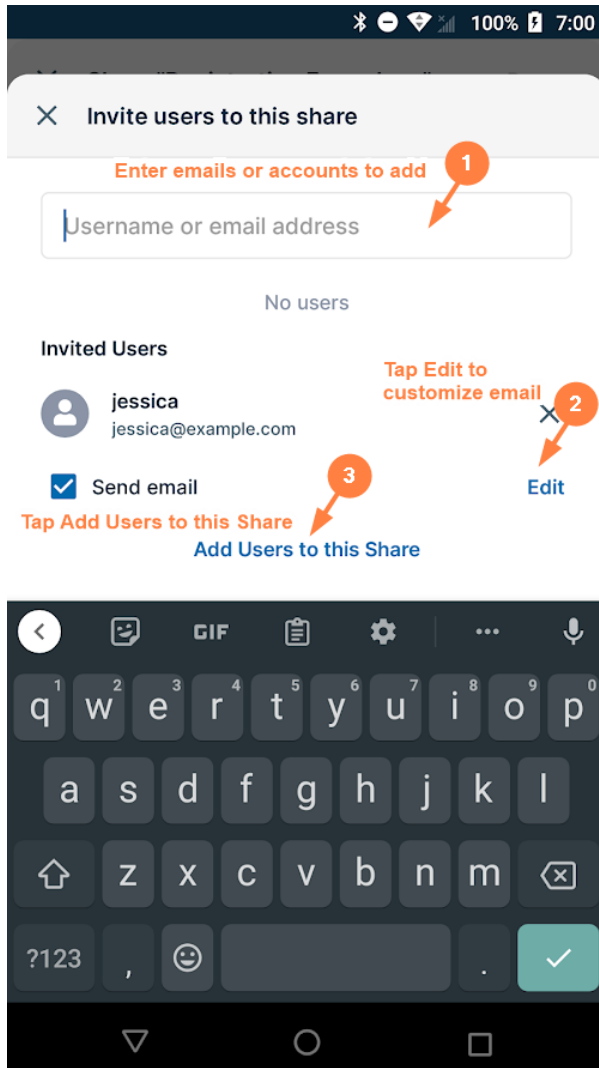 100% 7:00
Invite users to this share
Enter emails or accounts to add
1
Username or email address
No users
Invited Users
Tap Edit to
customize email
2
jessica
jessica@example.com
Send email
3
Edit
Tap Add Users to this Share
Add Users to this Share
GIF
q1 w2 e3 r4 t5 y6 u7 i8 o9 p0
a s d f g h j k l
z x c v b n m
?123 , .